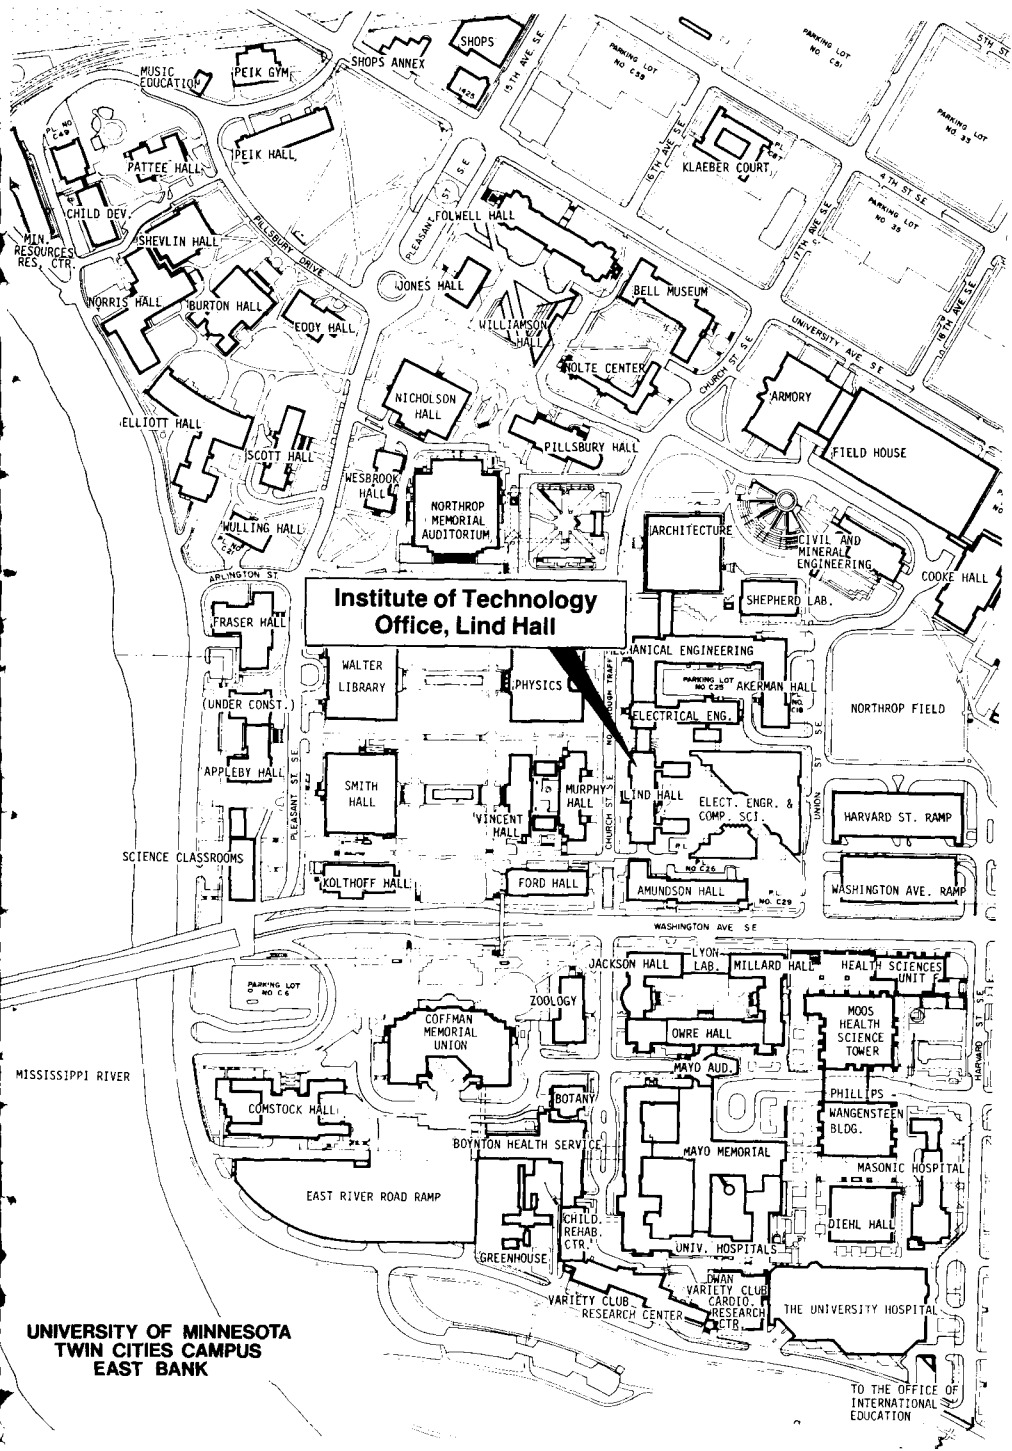 SHOPS
SHOPS ANNEX
1425
15TH AVE SE
PARKING LOT
NO C58
PARKING LOT
NO C61
5TH ST
MUSIC
EDUCATION
PEIK GYM
PL NO
C49
PATTEE HALL
PEIK HALL
16TH AVE SE
KLAEBER COURT
PL
C67
PARKING LOT
NO 33
4TH ST SE
CHILD DEV.
MIN.
RESOURCES
RES. CTR.
SHEVLIN HALL
PILLSBURY DRIVE
PLEASANT ST SE
FOLWELL HALL
17TH AVE SE
PARKING LOT
NO 35
NORRIS HALL
BURTON HALL
EDDY HALL
JONES HALL
WILLIAMSON
HALL
BELL MUSEUM
UNIVERSITY AVE. SE
18TH AVE SE
NOLTE CENTER
CHURCH ST SE
ARMORY
NICHOLSON
HALL
ELLIOTT HALL
SCOTT HALL
WESBROOK
HALL
PILLSBURY HALL
FIELD HOUSE
WULLING HALL
PL NO
C21
NORTHROP
MEMORIAL
AUDITORIUM
ARCHITECTURE
CIVIL AND
MINERAL
ENGINEERING
COOKE HALL
ARLINGTON ST.
Institute of Technology
Office, Lind Hall
SHEPHERD LAB.
FRASER HALL
WALTER
LIBRARY
PHYSICS
MECHANICAL ENGINEERING
PARKING LOT
NO C25
AKERMAN HALL
PL
NO
C18
ELECTRICAL ENG.
NORTHROP FIELD
(UNDER CONST.)
APPLEBY HALL
PLEASANT ST SE
SMITH
HALL
VINCENT
HALL
MURPHY
HALL
CHURCH ST SE
LIND HALL
ELECT. ENGR. &
COMP. SCI.
UNION ST SE
HARVARD ST. RAMP
SCIENCE CLASSROOMS
KOLTHOFF HALL
FORD HALL
PL
PL
NO C26
AMUNDSON HALL
PL
NO. C29
WASHINGTON AVE. RAMP
WASHINGTON AVE SE
JACKSON HALL
LYON
LAB.
MILLARD HALL
HEALTH SCIENCES
UNIT F
PARKING LOT
NO C6
ZOOLOGY
COFFMAN
MEMORIAL
UNION
OWRE HALL
MOOS
HEALTH
SCIENCE
TOWER
HARVARD ST SE
MAYO AUD.
MISSISSIPPI RIVER
COMSTOCK HALL
BOTANY
PHILLIPS
WANGENSTEEN
BLDG.
BOYNTON HEALTH SERVICE
MAYO MEMORIAL
MASONIC HOSPITAL
EAST RIVER ROAD RAMP
CHILD.
REHAB.
CTR.
DIEHL HALL
GREENHOUSE
UNIV. HOSPITALS
VARIETY CLUB
RESEARCH CENTER
DWAN
VARIETY CLUB
CARDIO.
RESEARCH
CTR.
THE UNIVERSITY HOSPITAL
UNIVERSITY OF MINNESOTA
TWIN CITIES CAMPUS
EAST BANK
TO THE OFFICE OF
INTERNATIONAL
EDUCATION